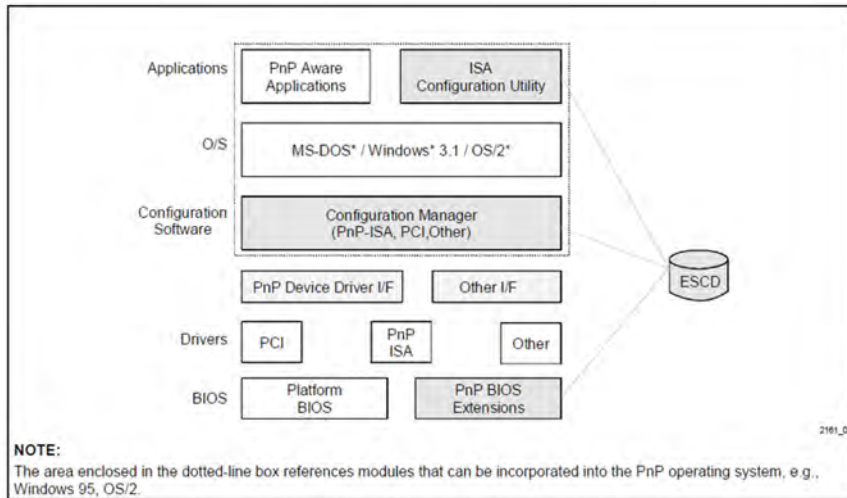 Applications
PnP Aware
Applications
ISA
Configuration Utility
O/S
MS-DOS* / Windows* 3.1 / OS/2*
Configuration
Software
Configuration Manager
(PnP-ISA, PCI,Other)
ESCD
PnP Device Driver I/F
Other I/F
Drivers
PCI
PnP
ISA
Other
BIOS
Platform
BIOS
PnP BIOS
Extensions
2161_0
NOTE:
The area enclosed in the dotted-line box references modules that can be incorporated into the PnP operating system, e.g.,
Windows 95, OS/2.